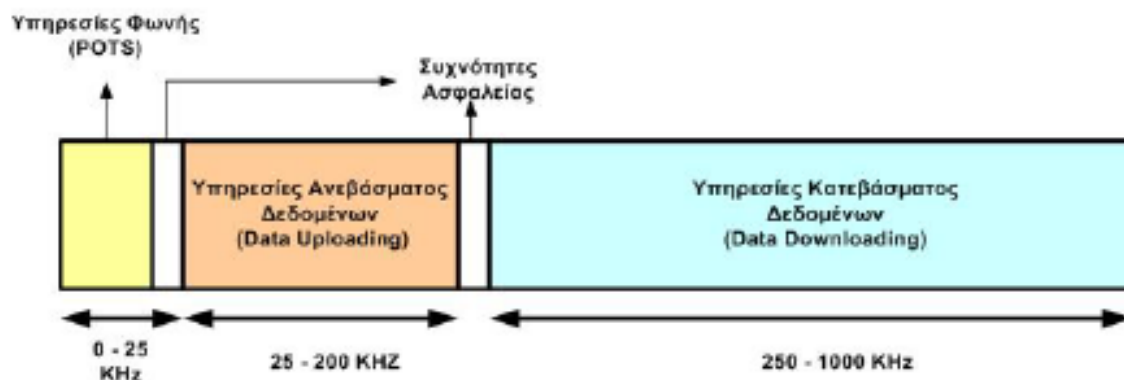 Υπηρεσίες Φωνής
(POTS)
Συχνότητες
Ασφαλείας
Υπηρεσίες Ανεβάσματος
Δεδομένων
(Data Uploading)
Υπηρεσίες Κατεβάσματος
Δεδομένων
(Data Downloading)
0 - 25
KHz
25 - 200 KHZ
250 - 1000 KHz